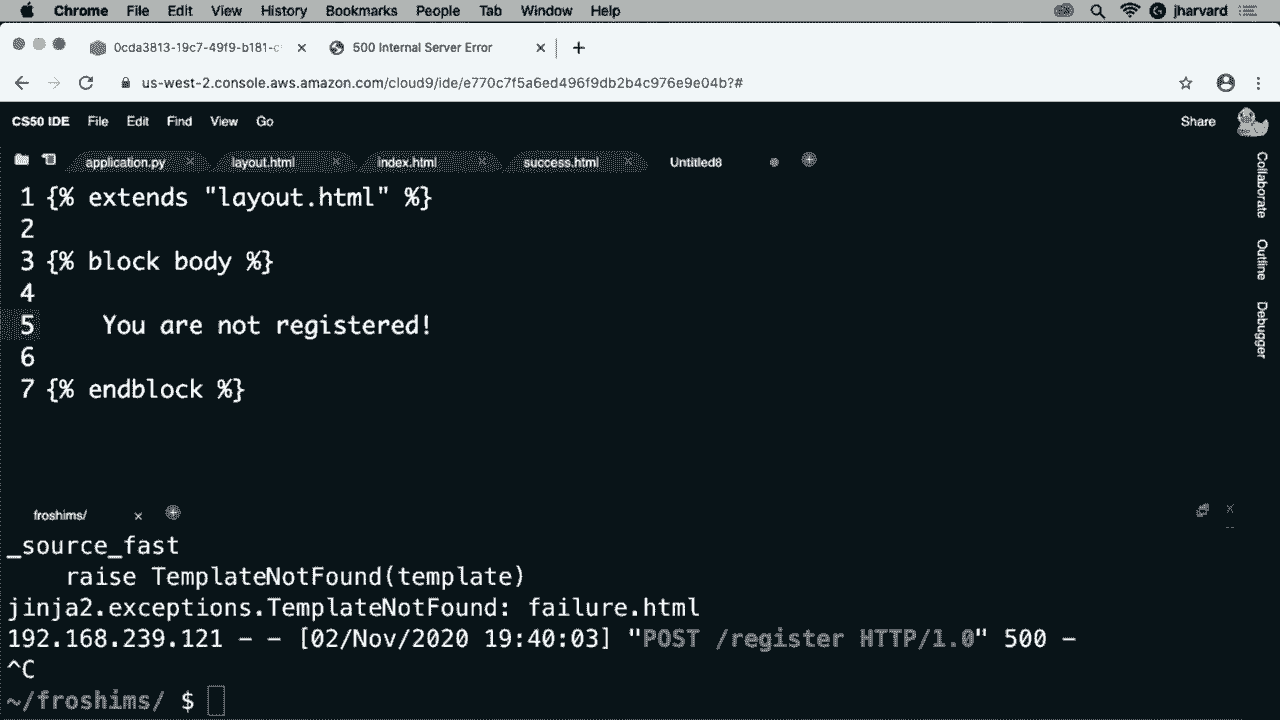 Chrome File Edit View History Bookmarks People Tab Window Help jharvard
0cda3813-19c7-49f9-b181-c 500 Internal Server Error
us-west-2.console.aws.amazon.com/cloud9/ide/e770c7f5a6ed496f9db2b4c976e9e04b?#
CS50 IDE File Edit Find View Go Share
application.py layout.html index.html success.html Untitled8
1 {% extends "layout.html" %}
2
3 {% block body %}
4
5 You are not registered!
6
7 {% endblock %}
Collaborate
Outline
Debugger
froshims/
_source_fast
raise TemplateNotFound(template)
jinja2.exceptions.TemplateNotFound: failure.html
192.168.239.121 - - [02/Nov/2020 19:40:03] "POST /register HTTP/1.0" 500 -
^C
~/froshims/ $